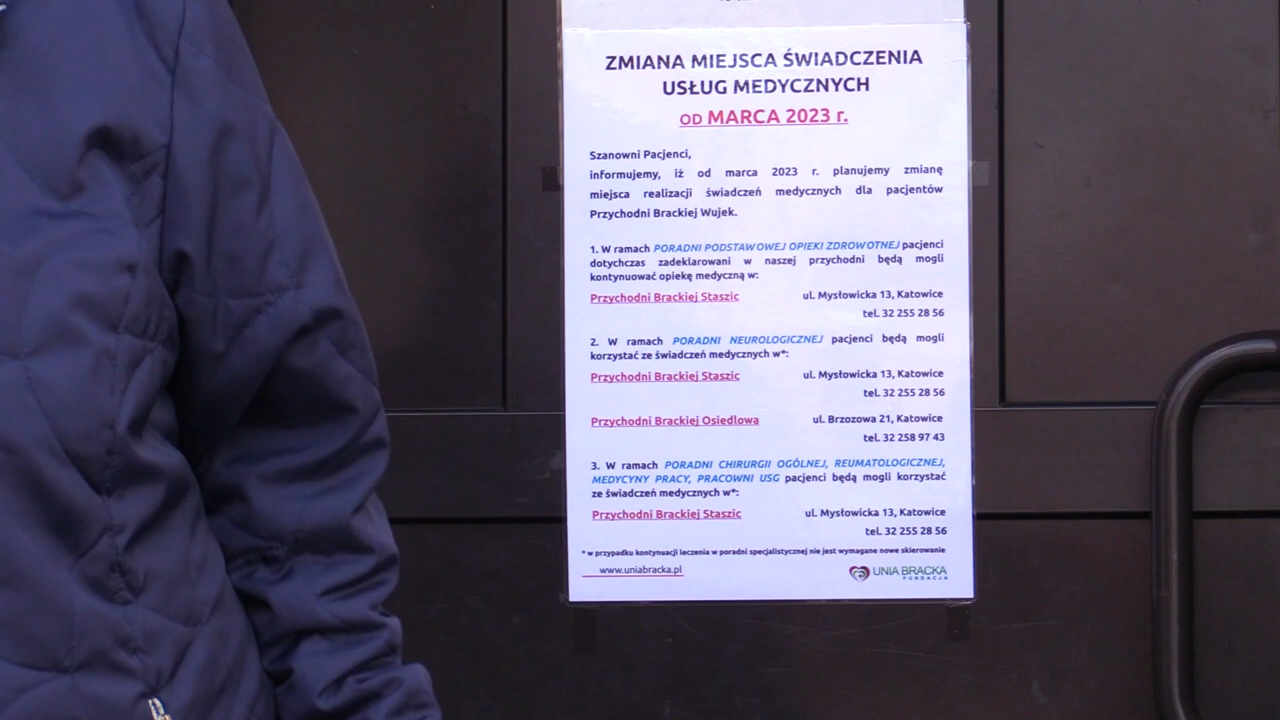 ZMIANA MIEJSCA ŚWIADCZENIA
USŁUG MEDYCZNYCH
OD MARCA 2023 r.
Szanowni Pacjenci,
informujemy, iż od marca 2023 r. planujemy zmianę
miejsca realizacji świadczeń medycznych dla pacjentów
Przychodni Brackiej Wujek.
1. W ramach PORADNI PODSTAWOWEJ OPIEKI ZDROWOTNEJ pacjenci
dotychczas zadeklarowani w naszej przychodni będą mogli
kontynuować opiekę medyczną w:
Przychodni Brackiej Staszic ul. Mysłowicka 13, Katowice
tel. 32 255 28 56
2. W ramach PORADNI NEUROLOGICZNEJ pacjenci będą mogli
korzystać ze świadczeń medycznych w*:
Przychodni Brackiej Staszic ul. Mysłowicka 13, Katowice
tel. 32 255 28 56
Przychodni Brackiej Osiedlowa ul. Brzozowa 21, Katowice
tel. 32 258 97 43
3. W ramach PORADNI CHIRURGII OGÓLNEJ, REUMATOLOGICZNEJ,
MEDYCYNY PRACY, PRACOWNI USG pacjenci będą mogli korzystać
ze świadczeń medycznych w*:
Przychodni Brackiej Staszic ul. Mysłowicka 13, Katowice
tel. 32 255 28 56
* w przypadku kontynuacji leczenia w poradni specjalistycznej nie jest wymagane nowe skierowanie
www.uniabracka.pl UNIA BRACKA
FUNDACJA